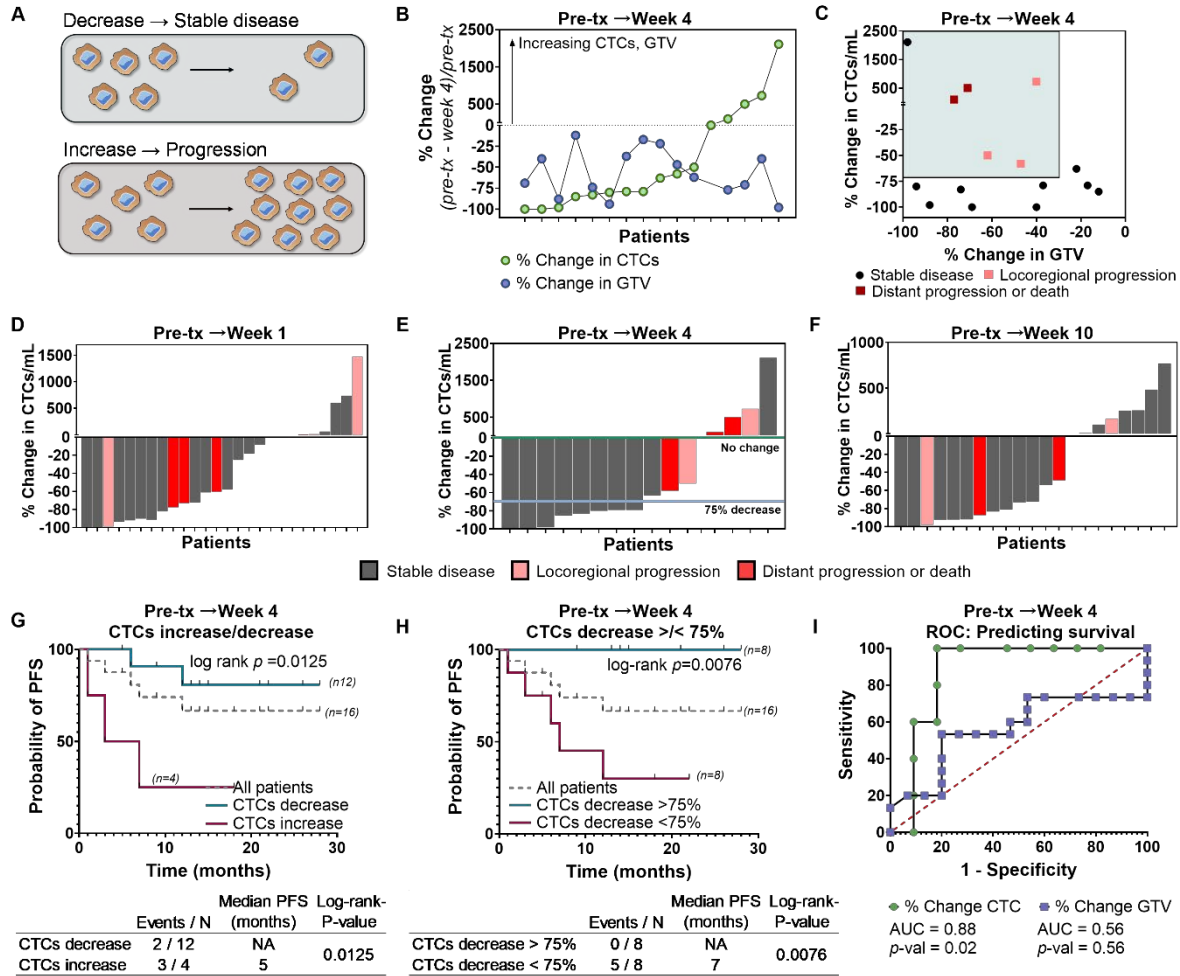 A
Decrease → Stable disease
Increase → Progression
B
Pre-tx →Week 4
% Change
(pre-tx - week 4)/pre-tx
Increasing CTCs, GTV
2500
1500
500
0
-25
-50
-75
-100
Patients
% Change in CTCs
% Change in GTV
C
Pre-tx →Week 4
% Change in CTCs/mL
2500
1500
500
0
-25
-50
-75
-100
-100 -80 -60 -40 -20 0
% Change in GTV
Stable disease
Locoregional progression
Distant progression or death
D
Pre-tx →Week 1
% Change in CTCs/mL
1500
1000
500
0
-20
-40
-60
-80
-100
Patients
E
Pre-tx →Week 4
% Change in CTCs/mL
2500
1500
500
0
-20
-40
-60
-80
-100
No change
75% decrease
Patients
F
Pre-tx →Week 10
% Change in CTCs/mL
1000
500
0
-20
-40
-60
-80
-100
Patients
Stable disease
Locoregional progression
Distant progression or death
G
Pre-tx →Week 4
CTCs increase/decrease
Probability of PFS
100
50
0
log rank p =0.0125
(n12)
(n=16)
(n=4)
All patients
CTCs decrease
CTCs increase
0 10 20 30
Time (months)
Events / N
Median PFS
(months)
Log-rank-
P-value
CTCs decrease 2 / 12 NA
0.0125
CTCs increase 3 / 4 5
H
Pre-tx →Week 4
CTCs decrease >/< 75%
Probability of PFS
100
50
0
(n=8)
log-rank p=0.0076
(n=16)
(n=8)
All patients
CTCs decrease >75%
CTCs decrease <75%
0 10 20 30
Time (months)
Events / N
Median PFS
(months)
Log-rank-
P-value
CTCs decrease > 75% 0 / 8 NA
0.0076
CTCs decrease < 75% 5 / 8 7
I
Pre-tx →Week 4
ROC: Predicting survival
Sensitivity
100
80
60
40
20
0
0 20 40 60 80 100
1 - Specificity
% Change CTC
AUC = 0.88
p-val = 0.02
% Change GTV
AUC = 0.56
p-val = 0.56